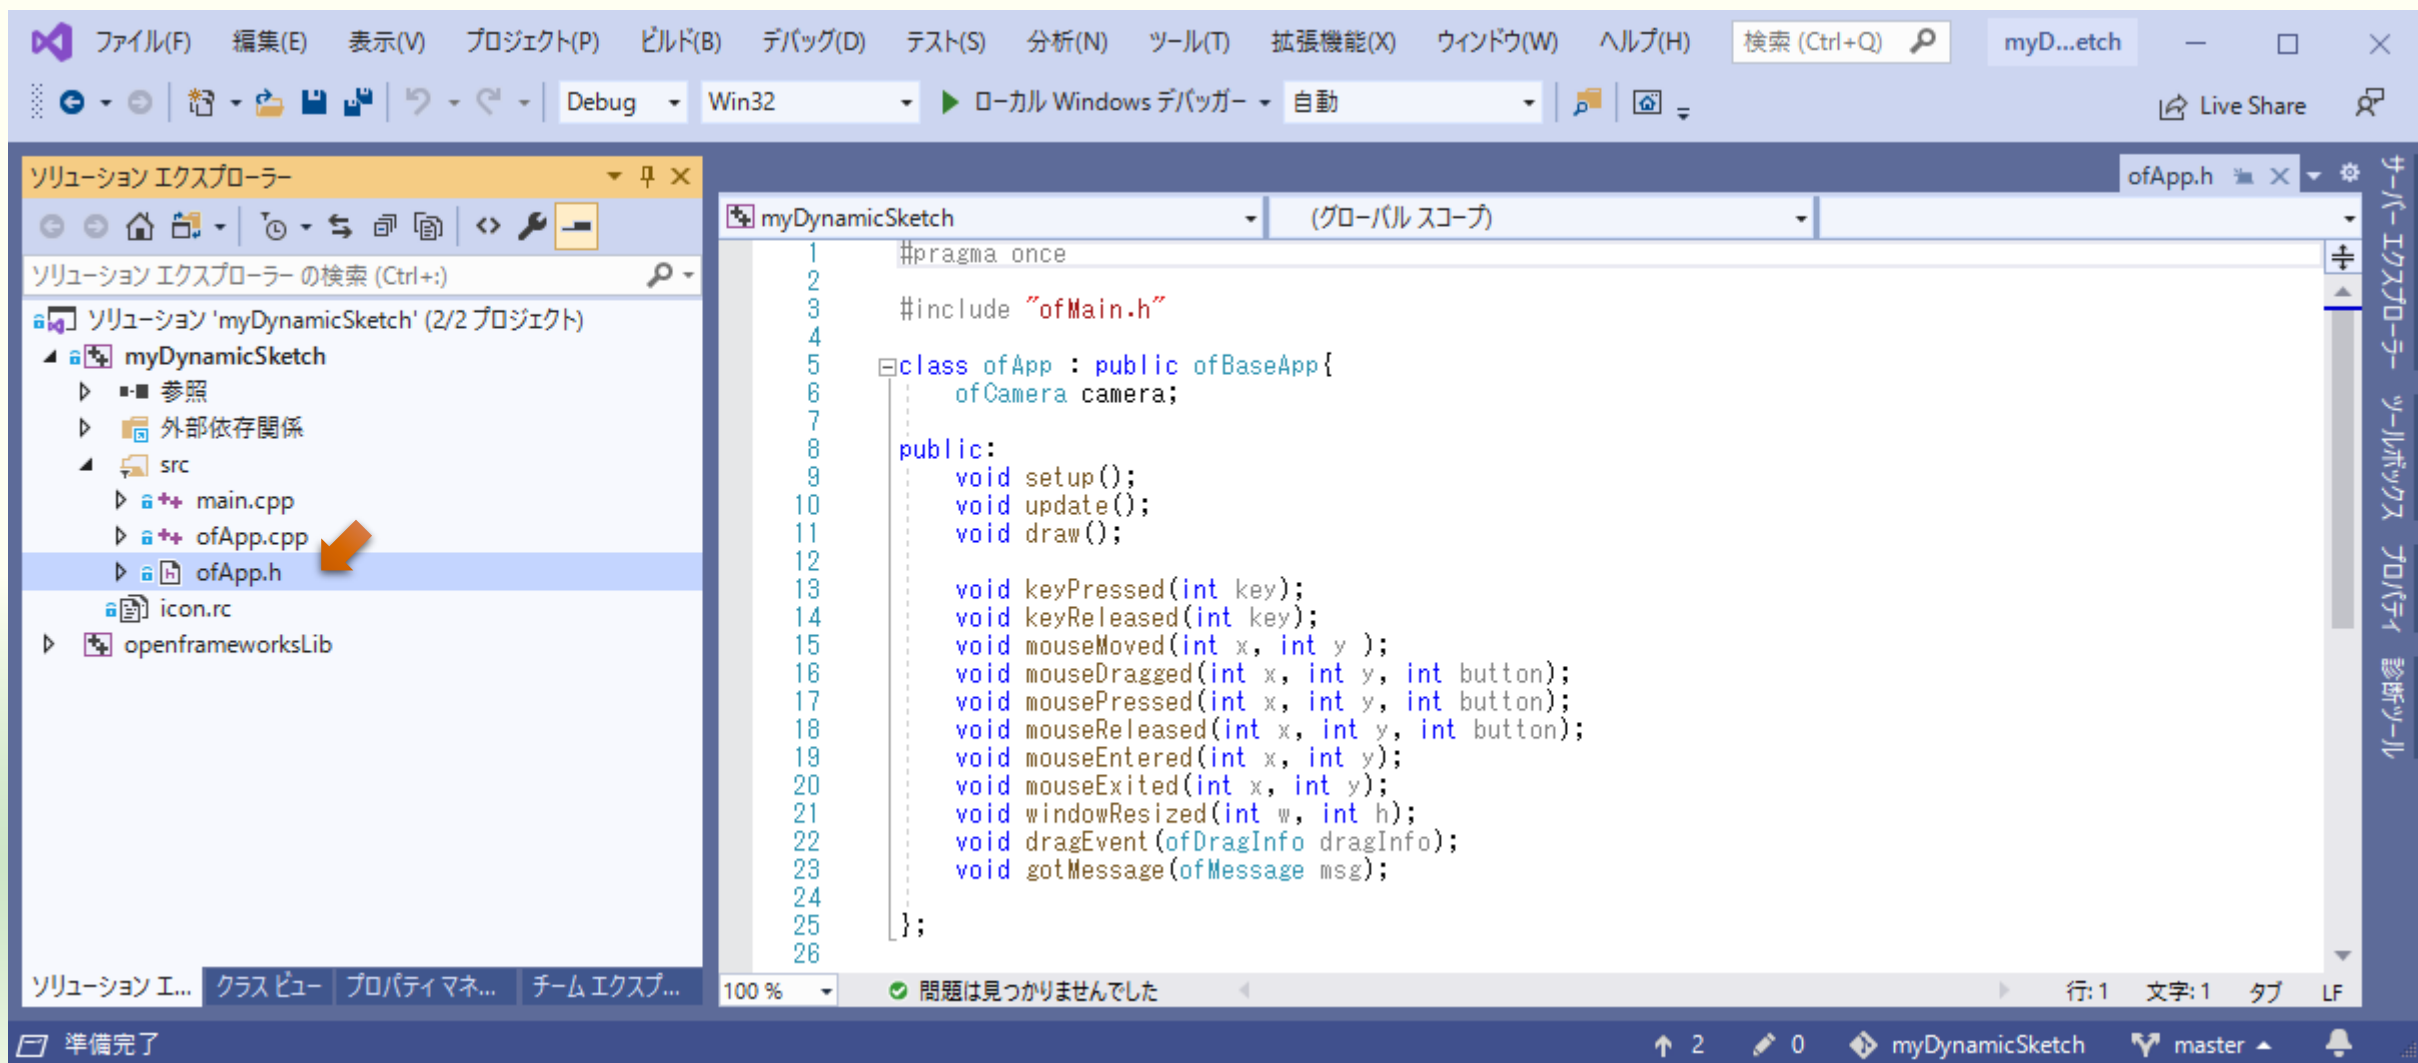 ファイル(F) 編集(E) 表示(V) プロジェクト(P) ビルド(B) デバッグ(D) テスト(S) 分析(N) ツール(T) 拡張機能(X) ウィンドウ(W) ヘルプ(H) 検索 (Ctrl+Q) myD...etch
Debug Win32 ローカル Windows デバッガー 自動 Live Share
ソリューション エクスプローラー
ソリューション エクスプローラー の検索 (Ctrl+:)
ソリューション 'myDynamicSketch' (2/2 プロジェクト)
myDynamicSketch
参照
外部依存関係
src
main.cpp
ofApp.cpp
ofApp.h
icon.rc
openframeworksLib
ソリューション エ... クラス ビュー プロパティ マネ... チーム エクスプ...
ofApp.h
myDynamicSketch (グローバル スコープ)
1 #pragma once
2
3 #include "ofMain.h"
4
5 class ofApp : public ofBaseApp{
6 ofCamera camera;
7
8 public:
9 void setup();
10 void update();
11 void draw();
12
13 void keyPressed(int key);
14 void keyReleased(int key);
15 void mouseMoved(int x, int y );
16 void mouseDragged(int x, int y, int button);
17 void mousePressed(int x, int y, int button);
18 void mouseReleased(int x, int y, int button);
19 void mouseEntered(int x, int y);
20 void mouseExited(int x, int y);
21 void windowResized(int w, int h);
22 void dragEvent(ofDragInfo dragInfo);
23 void gotMessage(ofMessage msg);
24
25 };
26
100 % 問題は見つかりませんでした 行: 1 文字: 1 タブ LF
サーバー エクスプローラー
ツールボックス
プロパティ
診断ツール
準備完了 2 0 myDynamicSketch master